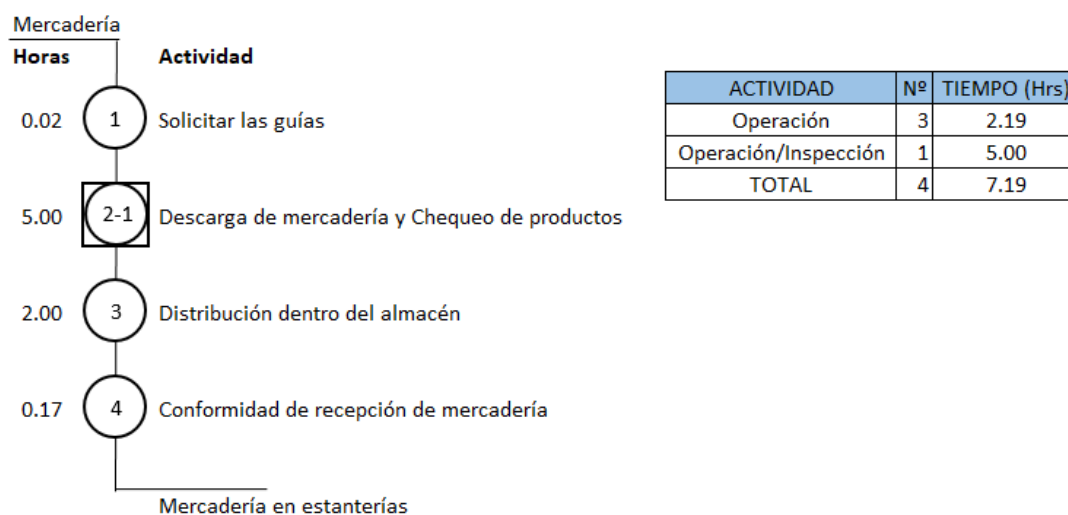 Mercadería
Horas Actividad
0.02 1 Solicitar las guías
5.00 2-1 Descarga de mercadería y Chequeo de productos
2.00 3 Distribución dentro del almacén
0.17 4 Conformidad de recepción de mercadería
Mercadería en estanterías
ACTIVIDAD Nº TIEMPO (Hrs)
Operación 3 2.19
Operación/Inspección 1 5.00
TOTAL 4 7.19